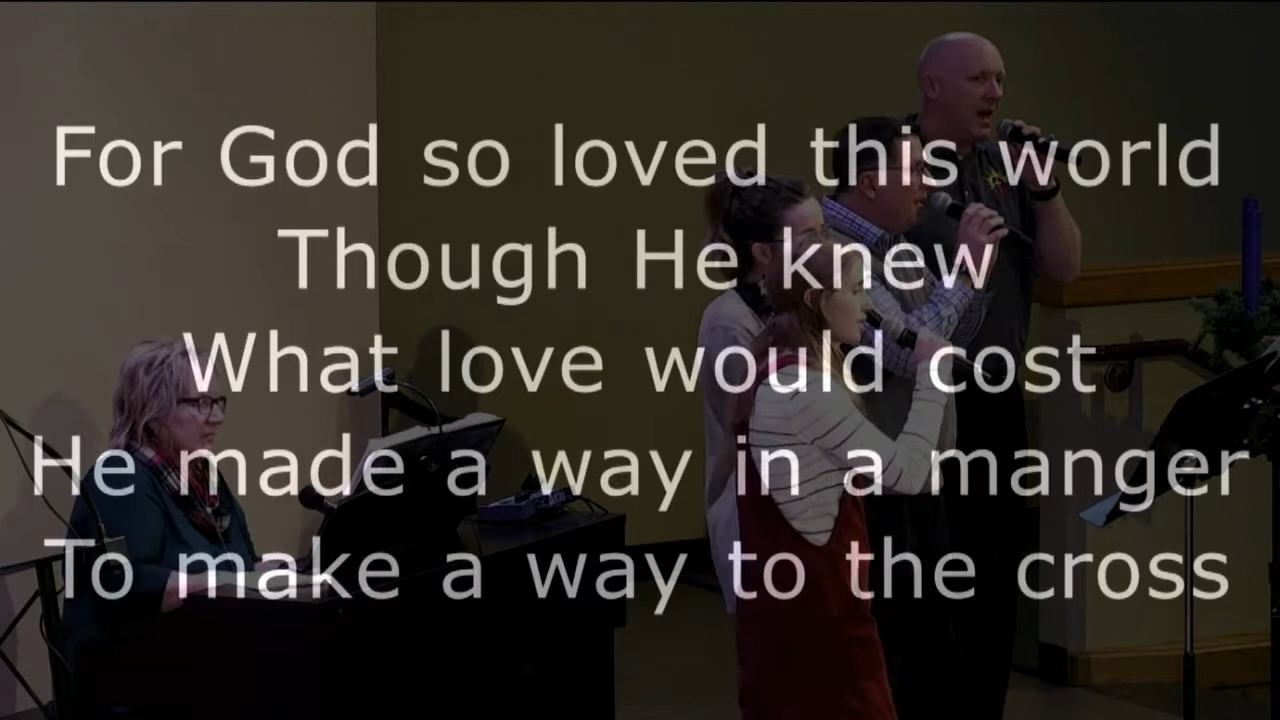 For God so loved this world
Though He knew
What love would cost
He made a way in a manger
To make a way to the cross